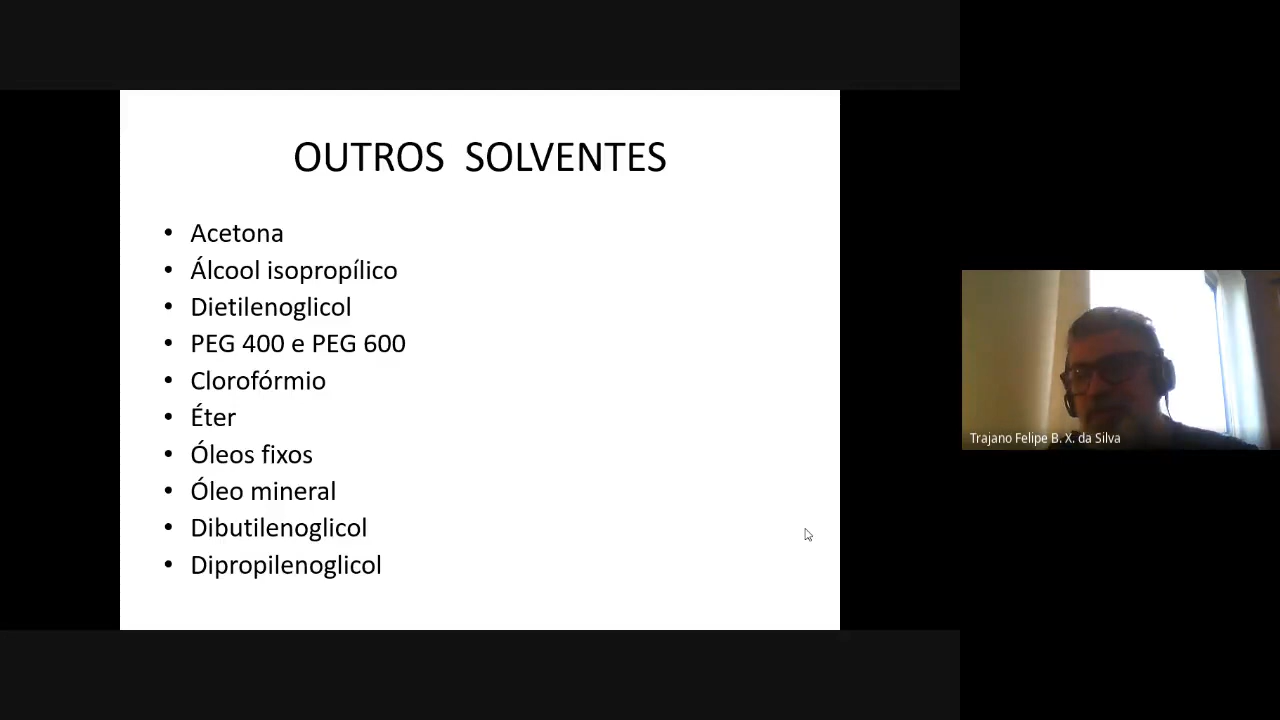 OUTROS SOLVENTES
• Acetona
• Álcool isopropílico
• Dietilenoglicol
• PEG 400 e PEG 600
• Clorofórmio
• Éter
• Óleos fixos
• Óleo mineral
• Dibutilenoglicol
• Dipropilenoglicol
Trajano Felipe B. X. da Silva